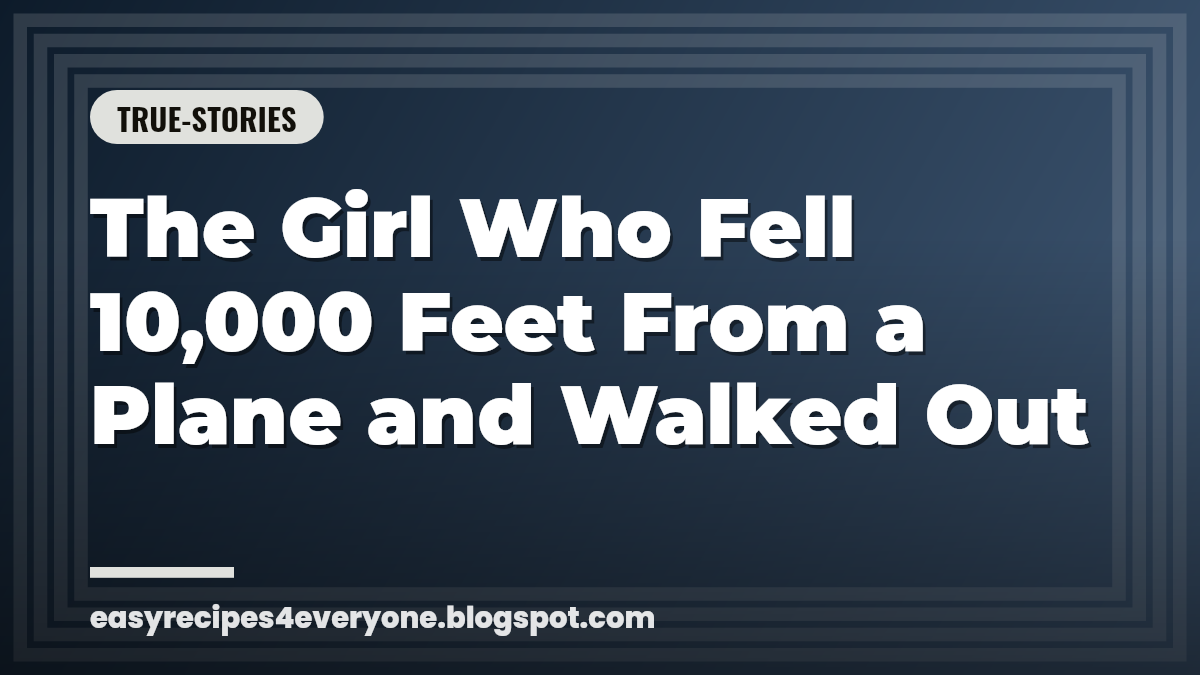 TRUE-STORIES
The Girl Who Fell
10,000 Feet From a
Plane and Walked Out
easyrecipes4everyone.blogspot.com